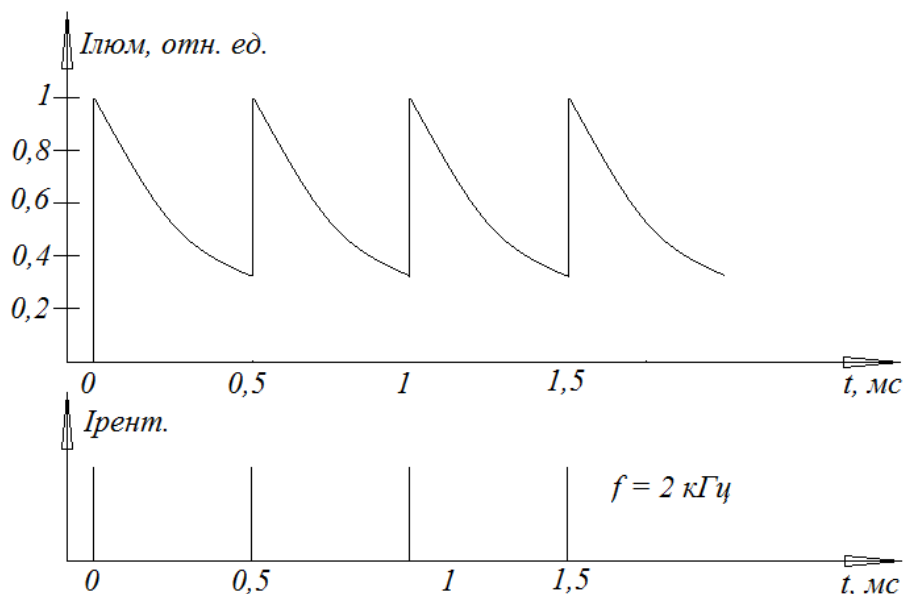 Iлюм, отн. ед.
1
0,8
0,6
0,4
0,2
0 0,5 1 1,5 t, мс
Iрент.
f = 2 кГц
0 0,5 1 1,5 t, мс